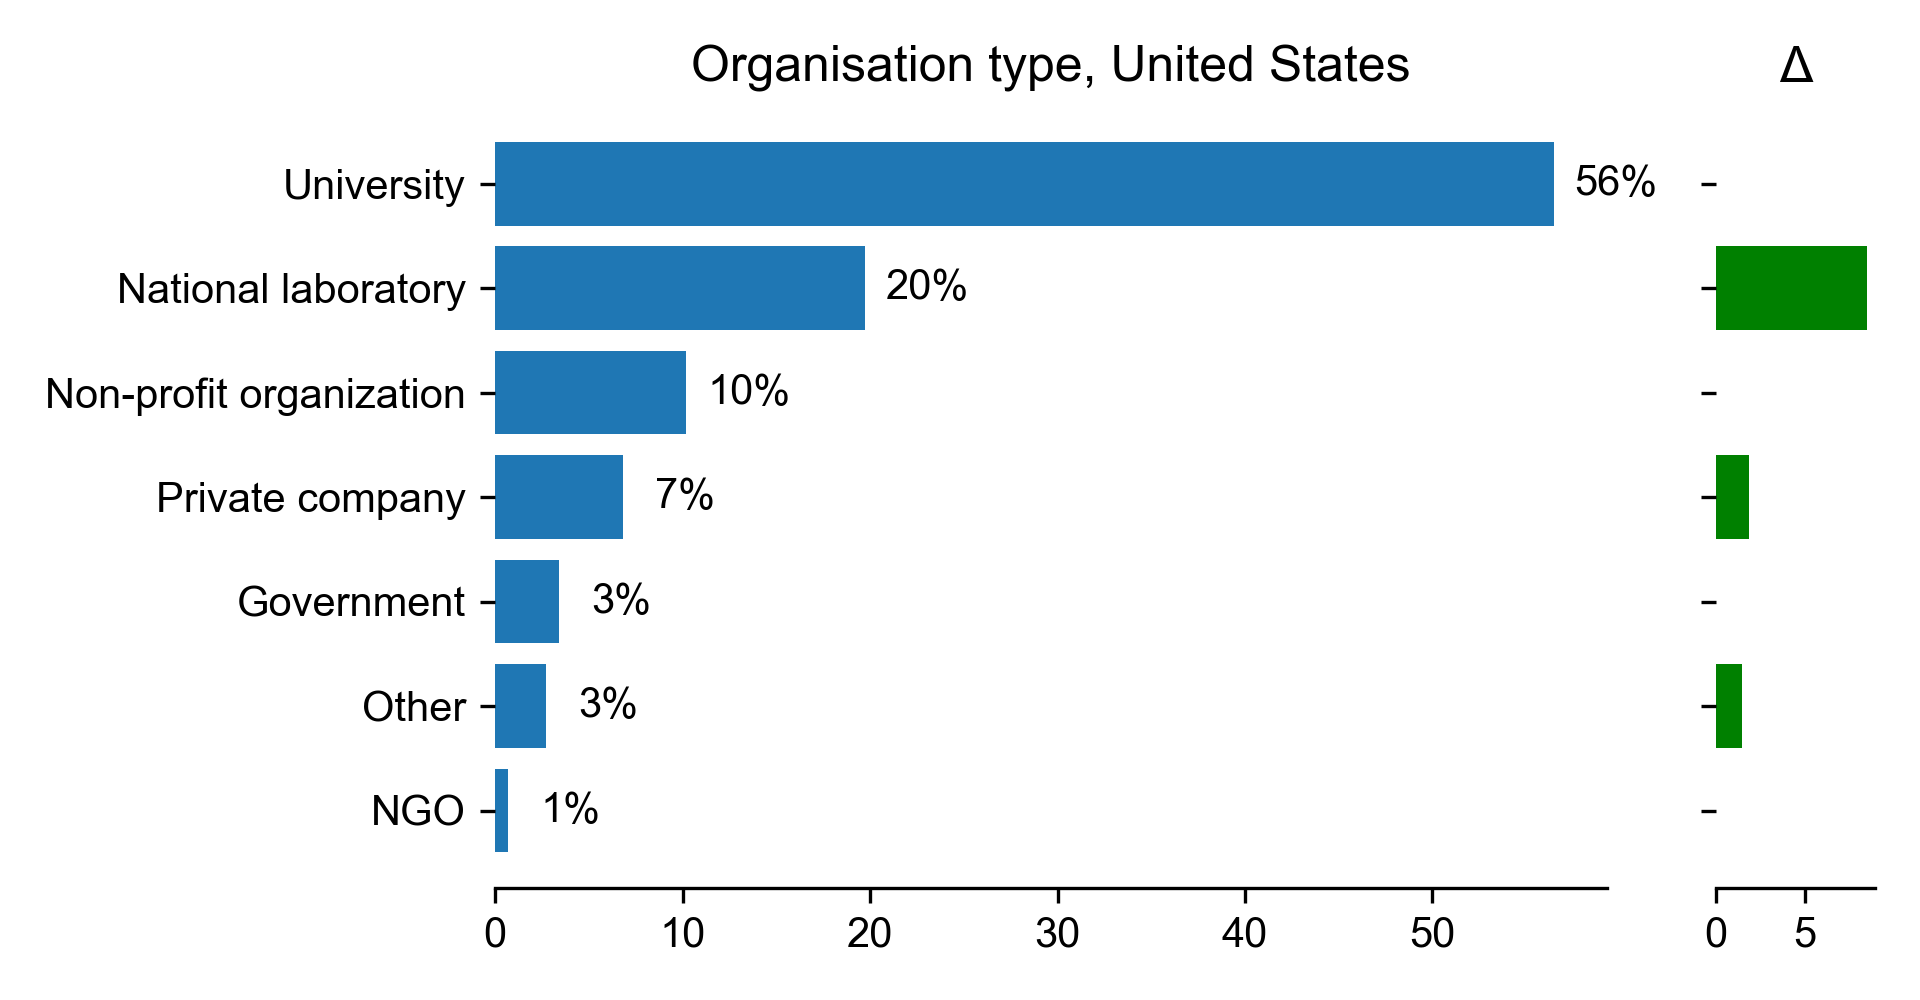 Organisation type, United States
Δ
University
56%
National laboratory
20%
Non-profit organization
10%
Private company
7%
Government
3%
Other
3%
NGO
1%
0 10 20 30 40 50
0 5